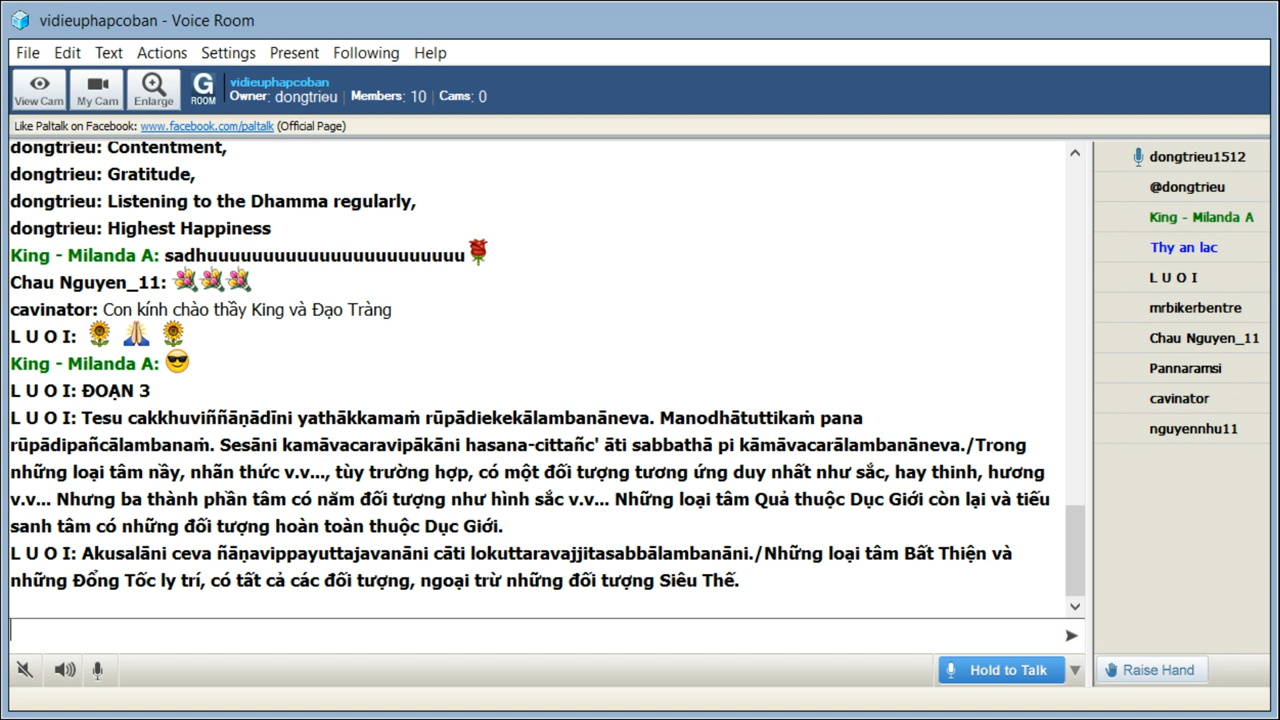 vidieuphapcoban - Voice Room
File Edit Text Actions Settings Present Following Help
View Cam My Cam Enlarge G ROOM
vidieuphapcoban
Owner: dongtrieu | Members: 10 | Cams: 0
Like Paltalk on Facebook: www.facebook.com/paltalk (Official Page)
dongtrieu: Contentment,
dongtrieu: Gratitude,
dongtrieu: Listening to the Dhamma regularly,
dongtrieu: Highest Happiness
King - Milanda A: sadhuuuuuuuuuuuuuuuuuuuuuuu
Chau Nguyen_11:
cavinator: Con kính chào thầy King và Đạo Tràng
L U O I:
King - Milanda A:
L U O I: ĐOẠN 3
L U O I: Tesu cakkhuviññāṇādīni yathākkamaṁ rūpādiekekālambanāneva. Manodhātuttikaṁ pana
rūpādipañcālambanaṁ. Sesāni kamāvacaravipākāni hasana-cittañc' āti sabbathā pi kāmāvacarālambanāneva./Trong
những loại tâm nầy, nhãn thức v.v..., tùy trường hợp, có một đối tượng tương ứng duy nhất như sắc, hay thinh, hương
v.v... Nhưng ba thành phần tâm có năm đối tượng như hình sắc v.v... Những loại tâm Quả thuộc Dục Giới còn lại và tiếu
sanh tâm có những đối tượng hoàn toàn thuộc Dục Giới.
L U O I: Akusalāni ceva ñāṇavippayuttajavanāni cāti lokuttaravajjitasabbālambanāni./Những loại tâm Bất Thiện và
những Đổng Tốc ly trí, có tất cả các đối tượng, ngoại trừ những đối tượng Siêu Thế.
dongtrieu1512
@dongtrieu
King - Milanda A
Thy an lac
L U O I
mrbikerbentre
Chau Nguyen_11
Pannaramsi
cavinator
nguyennhu11
Hold to Talk
Raise Hand